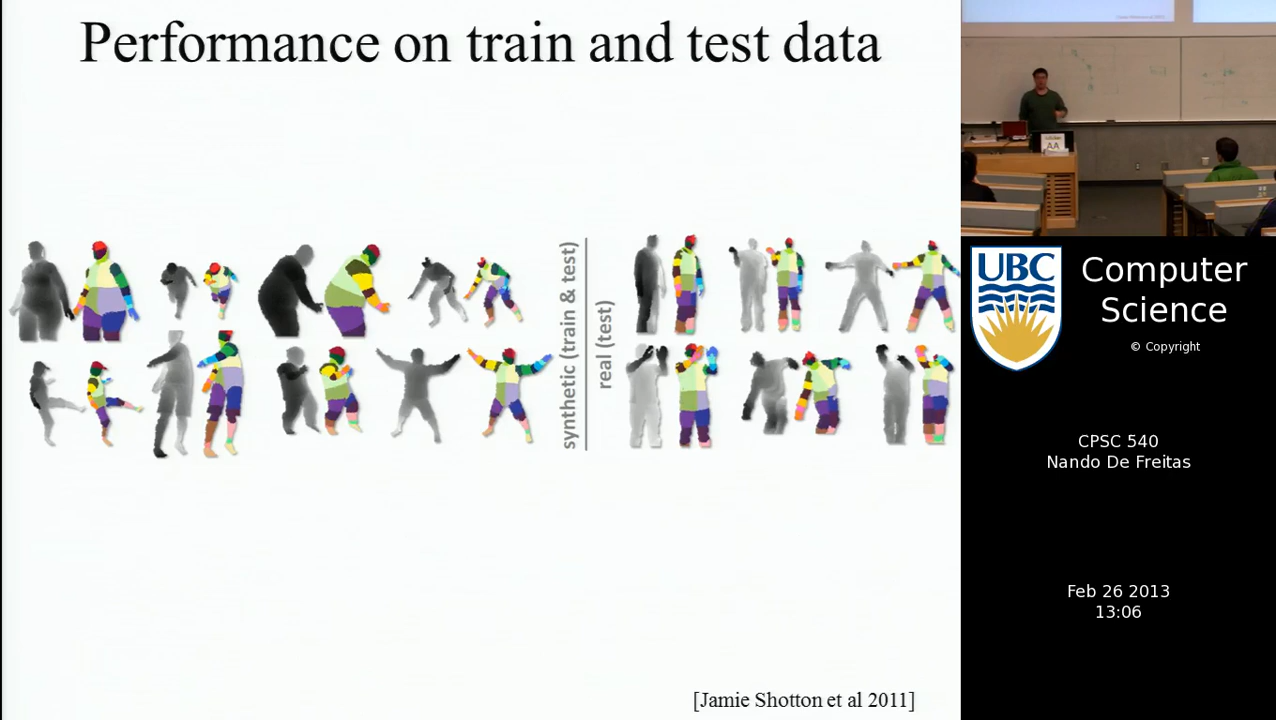 Performance on train and test data
synthetic (train & test)
real (test)
[Jamie Shotton et al 2011]
AA
UBC
Computer
Science
© Copyright
CPSC 540
Nando De Freitas
Feb 26 2013
13:06